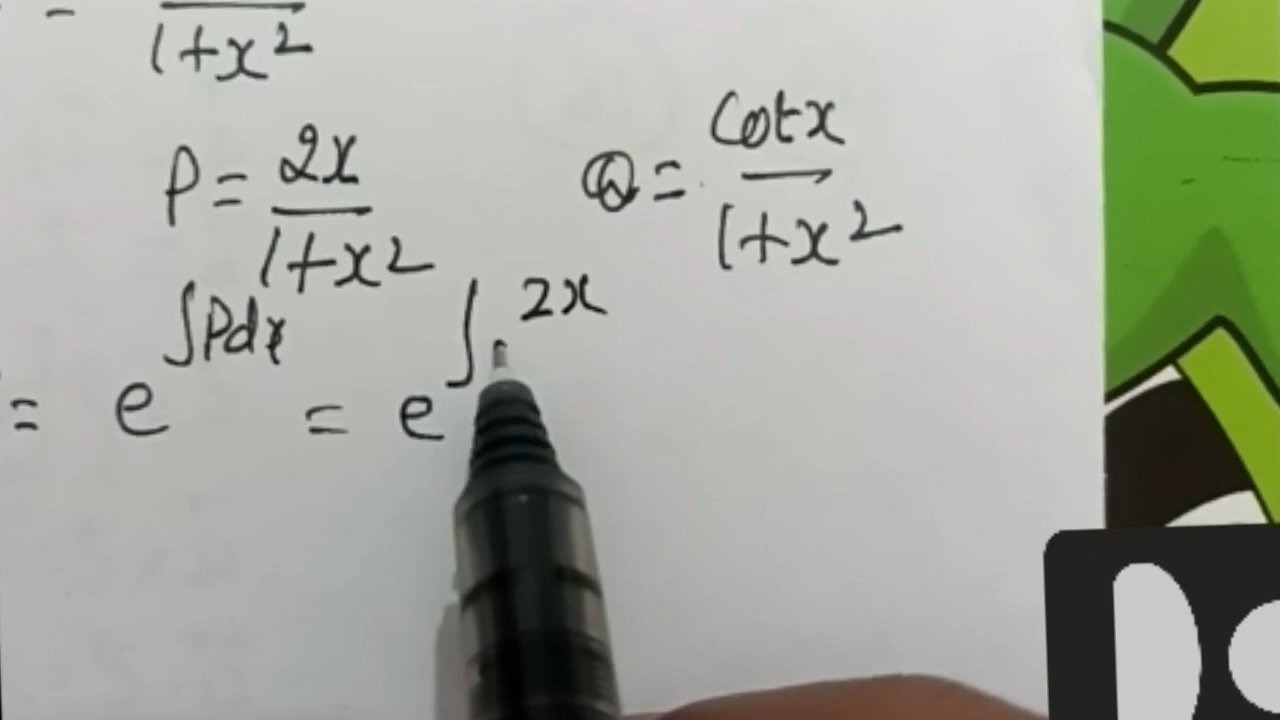 - 1+x²
P = 2x/(1+x²) Q = cotx/(1+x²)
= e^∫Pdx = e^∫2x